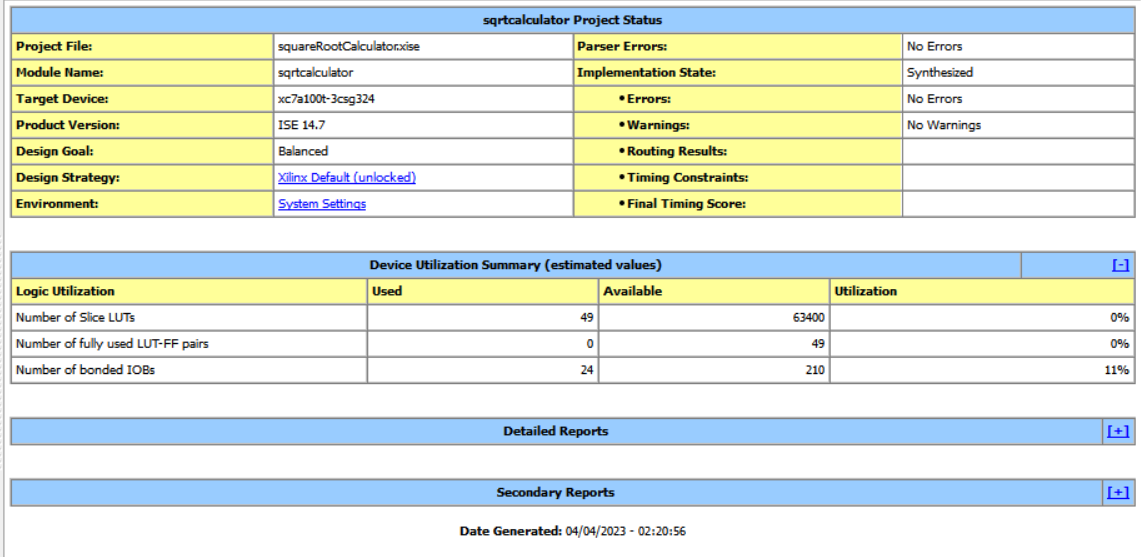 sqrtcalculator Project Status
Project File: squareRootCalculator.xise Parser Errors: No Errors
Module Name: sqrtcalculator Implementation State: Synthesized
Target Device: xc7a100t-3csg324 •Errors: No Errors
Product Version: ISE 14.7 •Warnings: No Warnings
Design Goal: Balanced •Routing Results:
Design Strategy: Xilinx Default (unlocked) •Timing Constraints:
Environment: System Settings •Final Timing Score:
Device Utilization Summary (estimated values) [-]
Logic Utilization Used Available Utilization
Number of Slice LUTs 49 63400 0%
Number of fully used LUT-FF pairs 0 49 0%
Number of bonded IOBs 24 210 11%
Detailed Reports [+]
Secondary Reports [+]
Date Generated: 04/04/2023 - 02:20:56